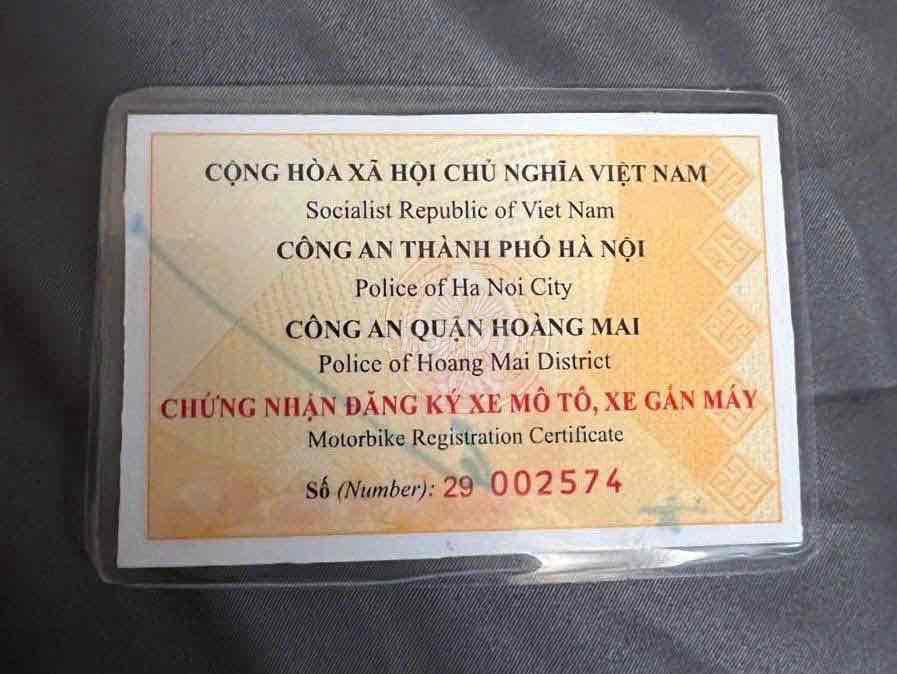 CỘNG HÒA XÃ HỘI CHỦ NGHĨA VIỆT NAM
Socialist Republic of Viet Nam
CÔNG AN THÀNH PHỐ HÀ NỘI
Police of Ha Noi City
CÔNG AN QUẬN HOÀNG MAI
Police of Hoang Mai District
CHỨNG NHẬN ĐĂNG KÝ XE MÔ TÔ, XE GẮN MÁY
Motorbike Registration Certificate
Số (Number): 29 002574